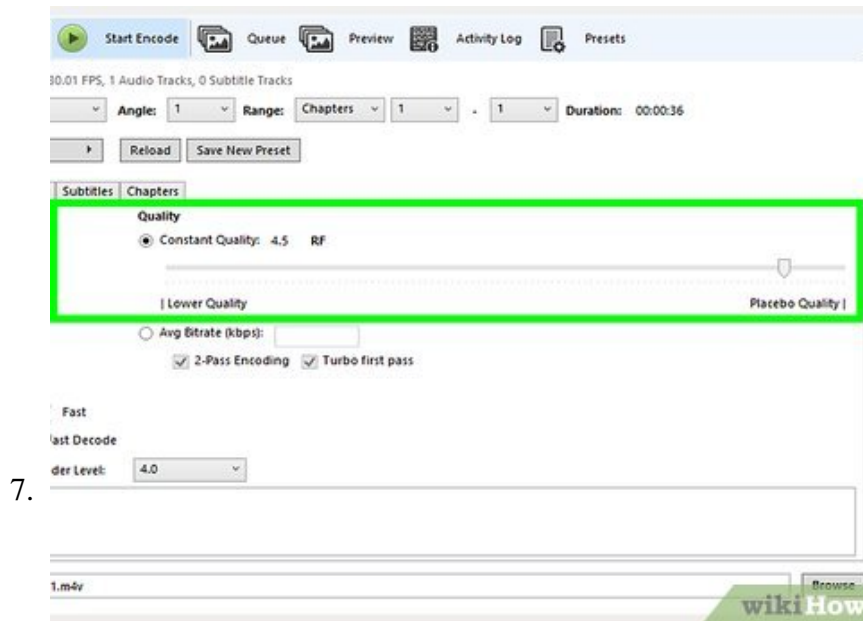 Start Encode Queue Preview Activity Log Presets
30.01 FPS, 1 Audio Tracks, 0 Subtitle Tracks
Angle: 1 Range: Chapters 1 - 1 Duration: 00:00:36
Reload Save New Preset
Subtitles Chapters
Quality
Constant Quality: 4.5 RF
| Lower Quality Placebo Quality |
Avg Bitrate (kbps):
2-Pass Encoding Turbo first pass
Fast
ast Decode
der Level: 4.0
7.
1.m4v Browse
wikiHow